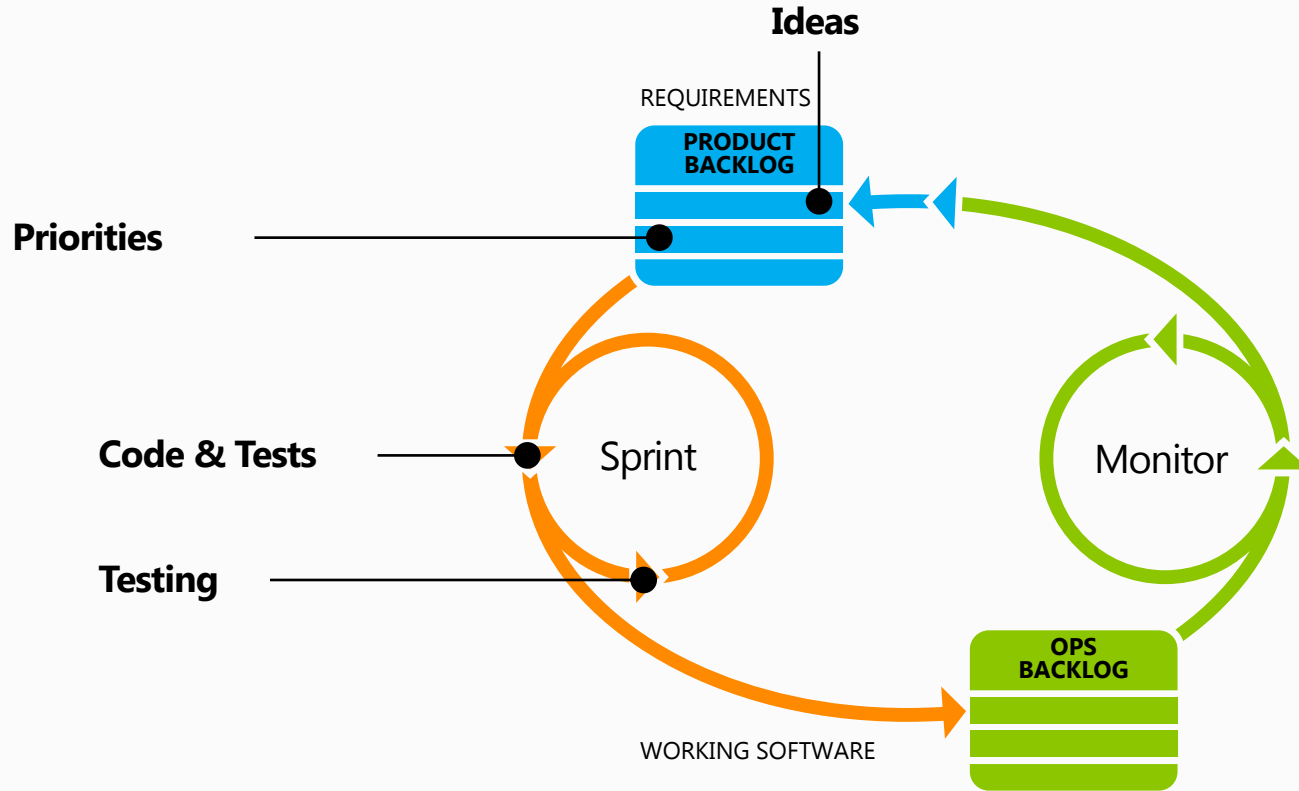 Ideas
REQUIREMENTS
PRODUCT
BACKLOG
Priorities
Code & Tests
Sprint
Monitor
Testing
OPS
BACKLOG
WORKING SOFTWARE